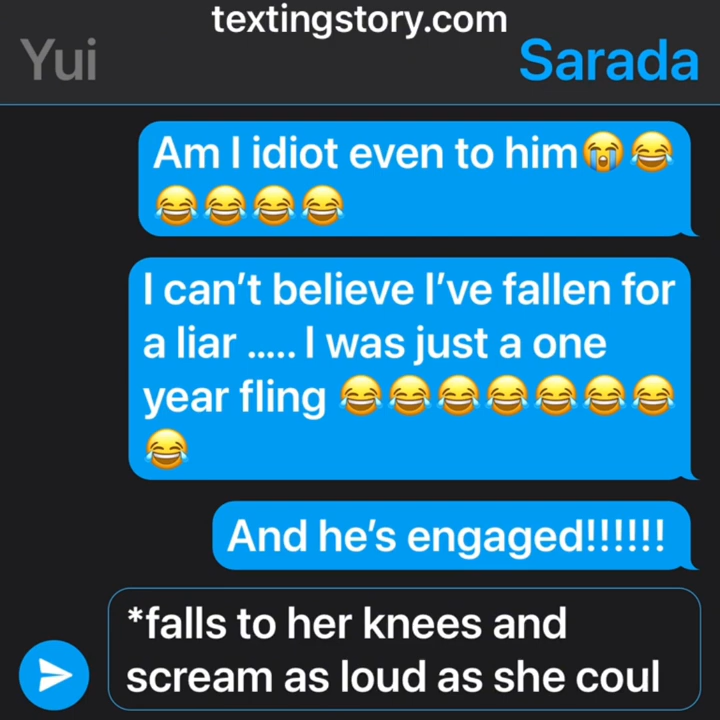 textingstory.com
Yui
Sarada
Am I idiot even to him😭😂
😂😂😂😂
I can't believe I've fallen for
a liar ..... I was just a one
year fling 😂😂😂😂😂😂😂
😂
And he's engaged!!!!!!
*falls to her knees and
scream as loud as she coul